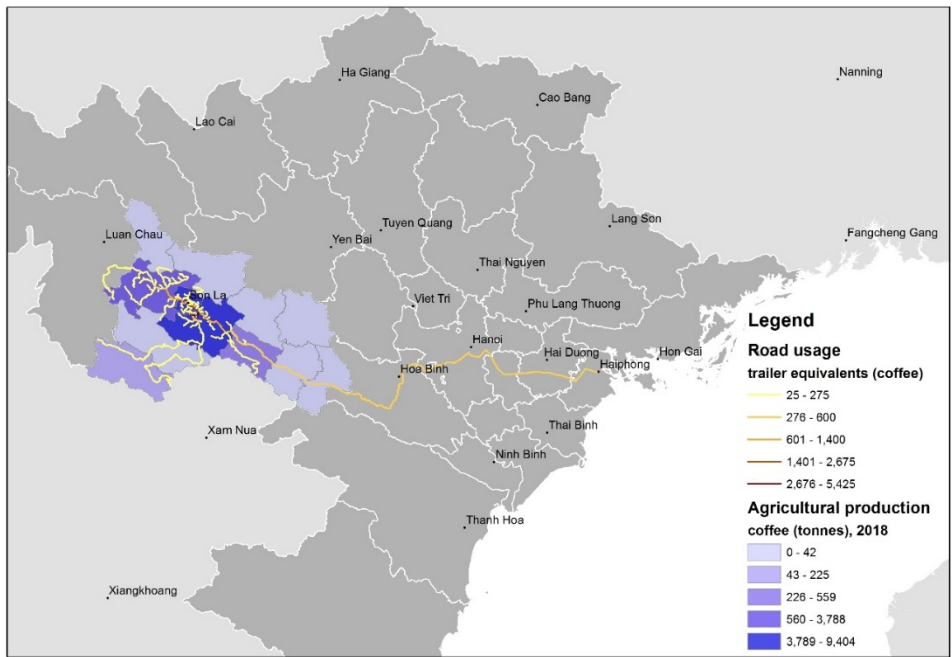 Ha Giang
Nanning
Cao Bang
Lao Cai
Lang Son
Tuyen Quang
Luan Chau
Yen Bai
Fangcheng Gang
Thai Nguyen
Son La
Viet Tri
Phu Lang Thuong
Hanoi
Hai Duong
Hon Gai
Hoa Binh
Haiphong
Xam Nua
Thai Binh
Ninh Binh
Thanh Hoa
Xiangkhoang
Legend
Road usage
trailer equivalents (coffee)
25 - 275
276 - 600
601 - 1,400
1,401 - 2,675
2,676 - 5,425
Agricultural production
coffee (tonnes), 2018
0 - 42
43 - 225
226 - 559
560 - 3,788
3,789 - 9,404